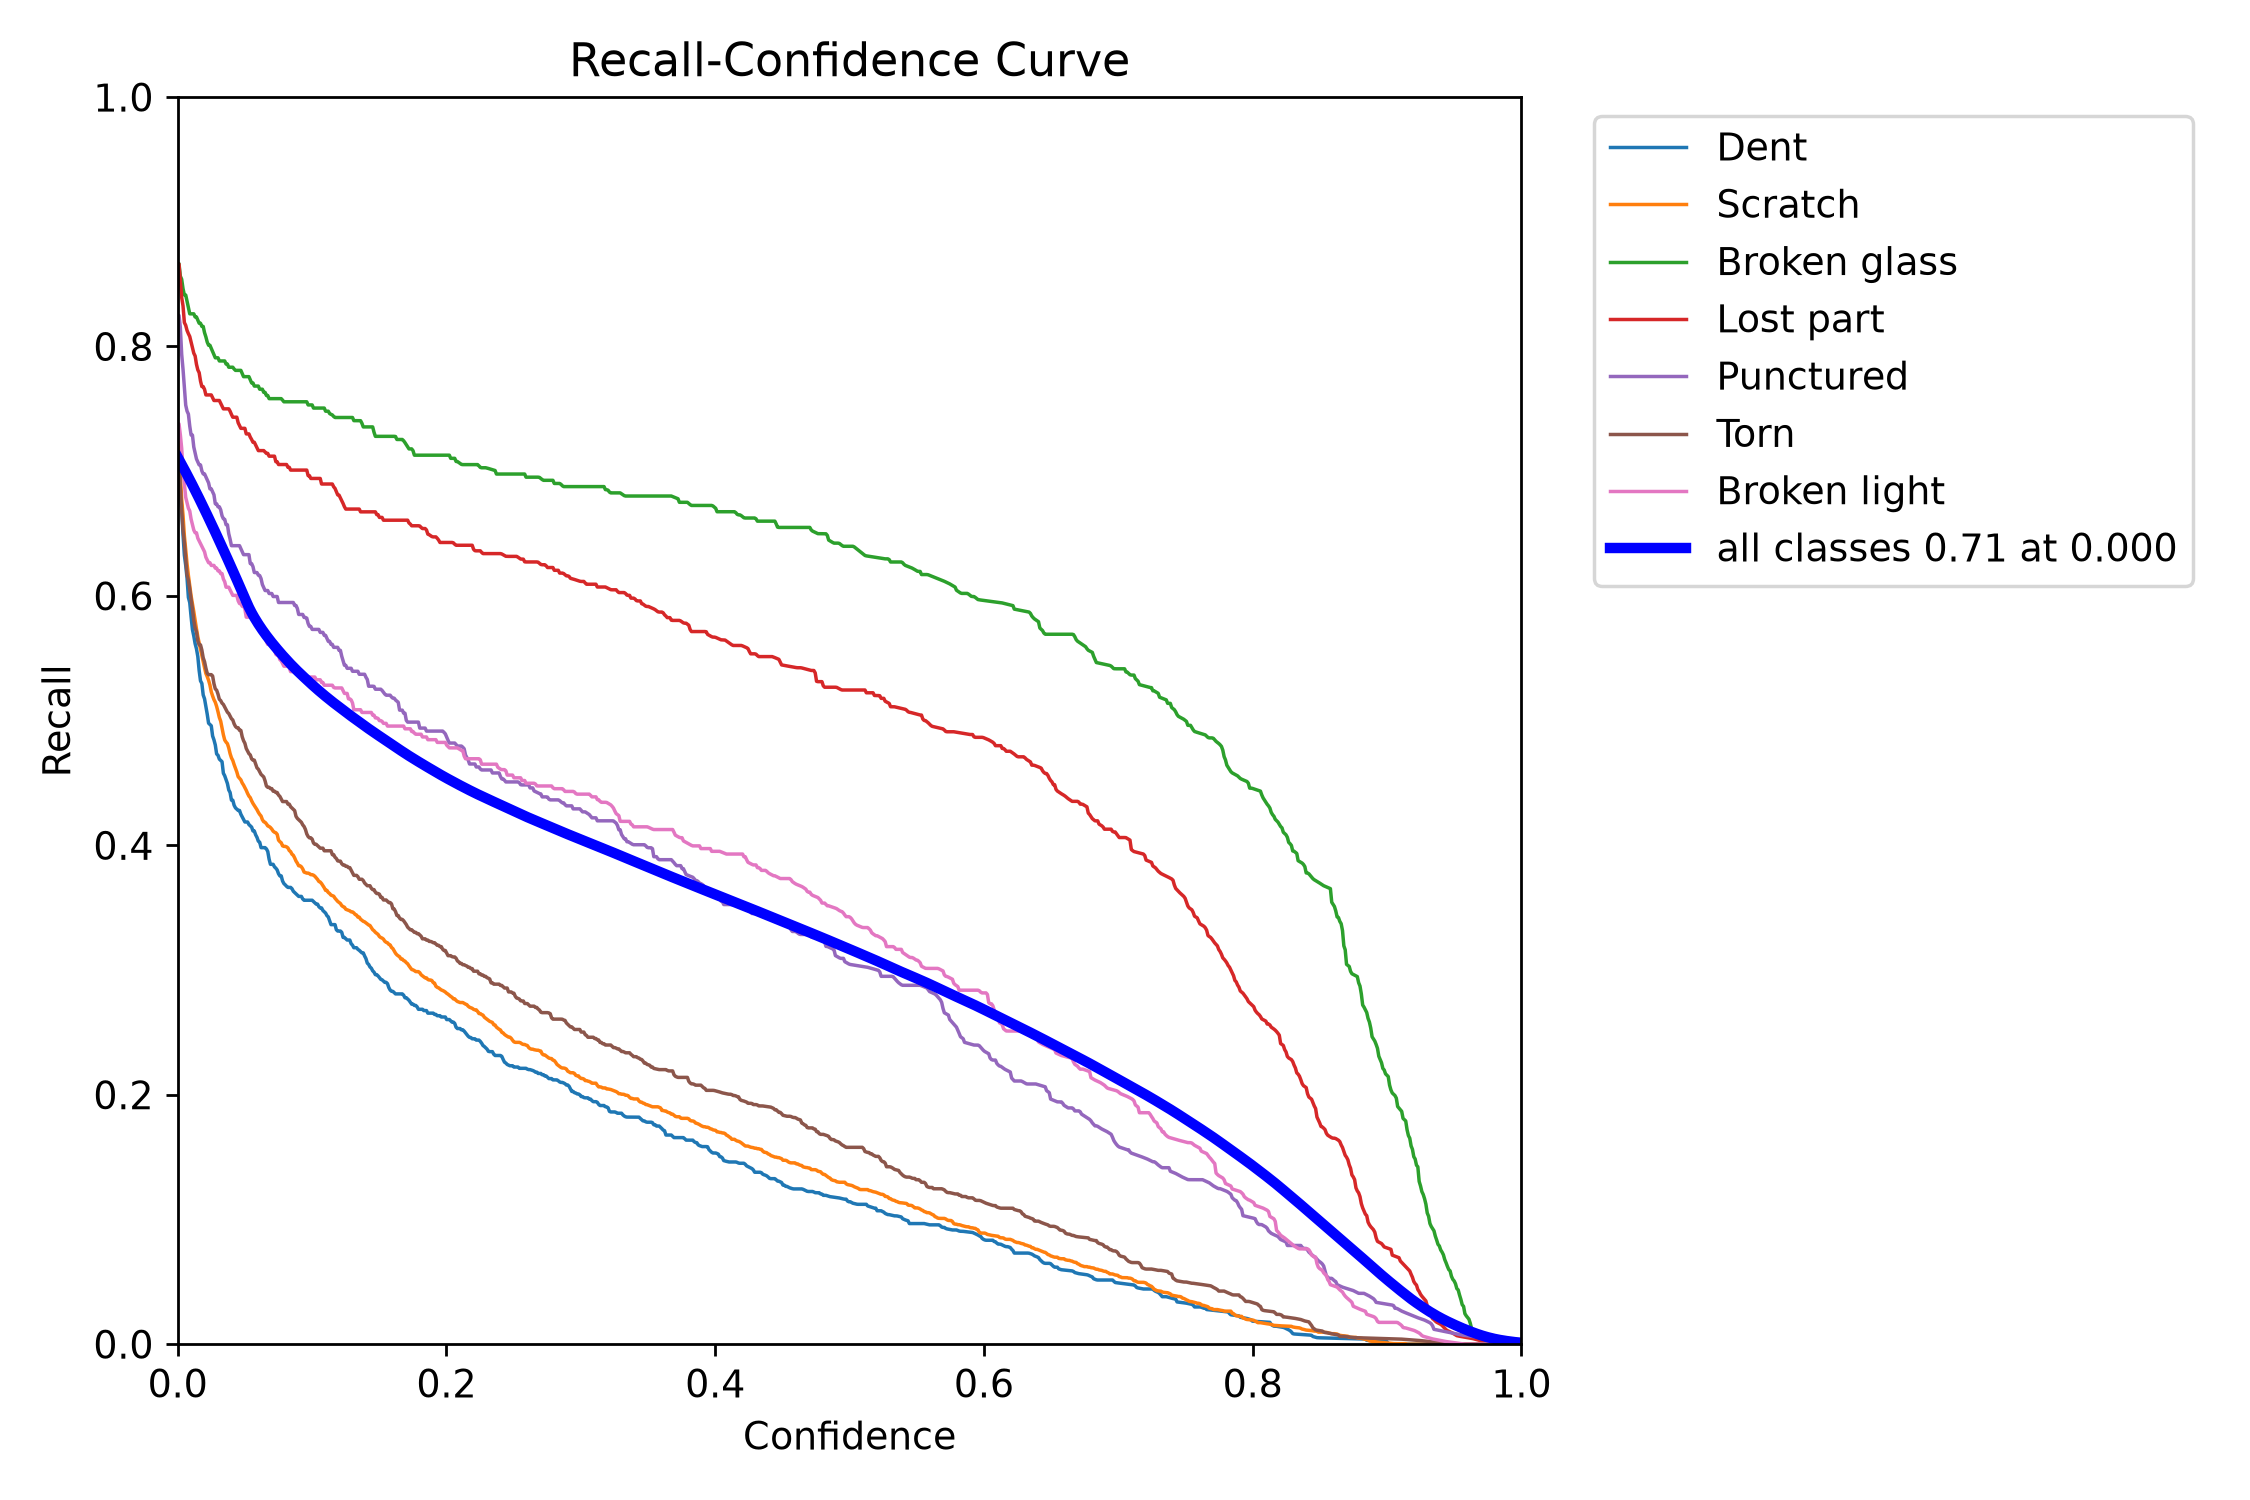 Recall-Confidence Curve
1.0
0.8
0.6
0.4
0.2
0.0
Recall
0.0 0.2 0.4 0.6 0.8 1.0
Confidence
Dent
Scratch
Broken glass
Lost part
Punctured
Torn
Broken light
all classes 0.71 at 0.000